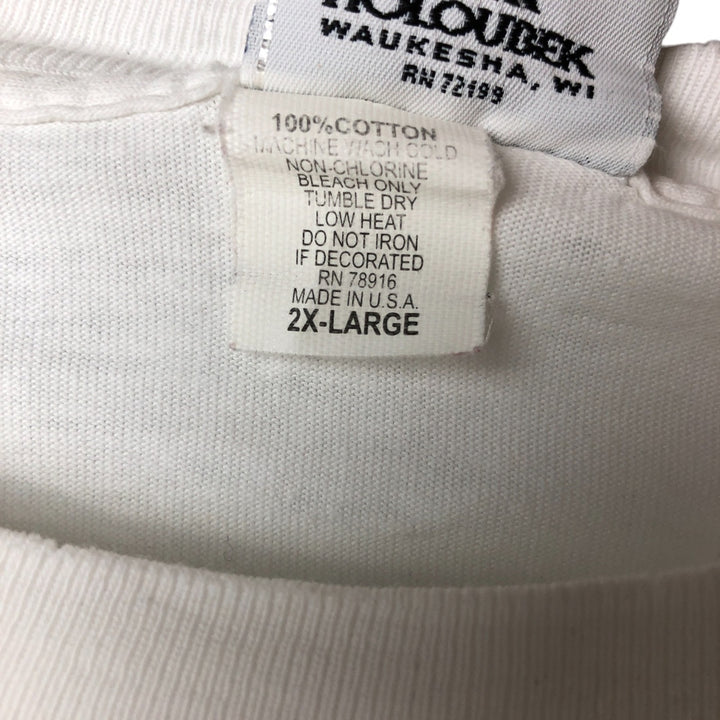 HOLOUBEK
WAUKESHA, WI
RN 72199
100%COTTON
MACHINE WASH COLD
NON-CHLORINE
BLEACH ONLY
TUMBLE DRY
LOW HEAT
DO NOT IRON
IF DECORATED
RN 78916
MADE IN U.S.A.
2X-LARGE